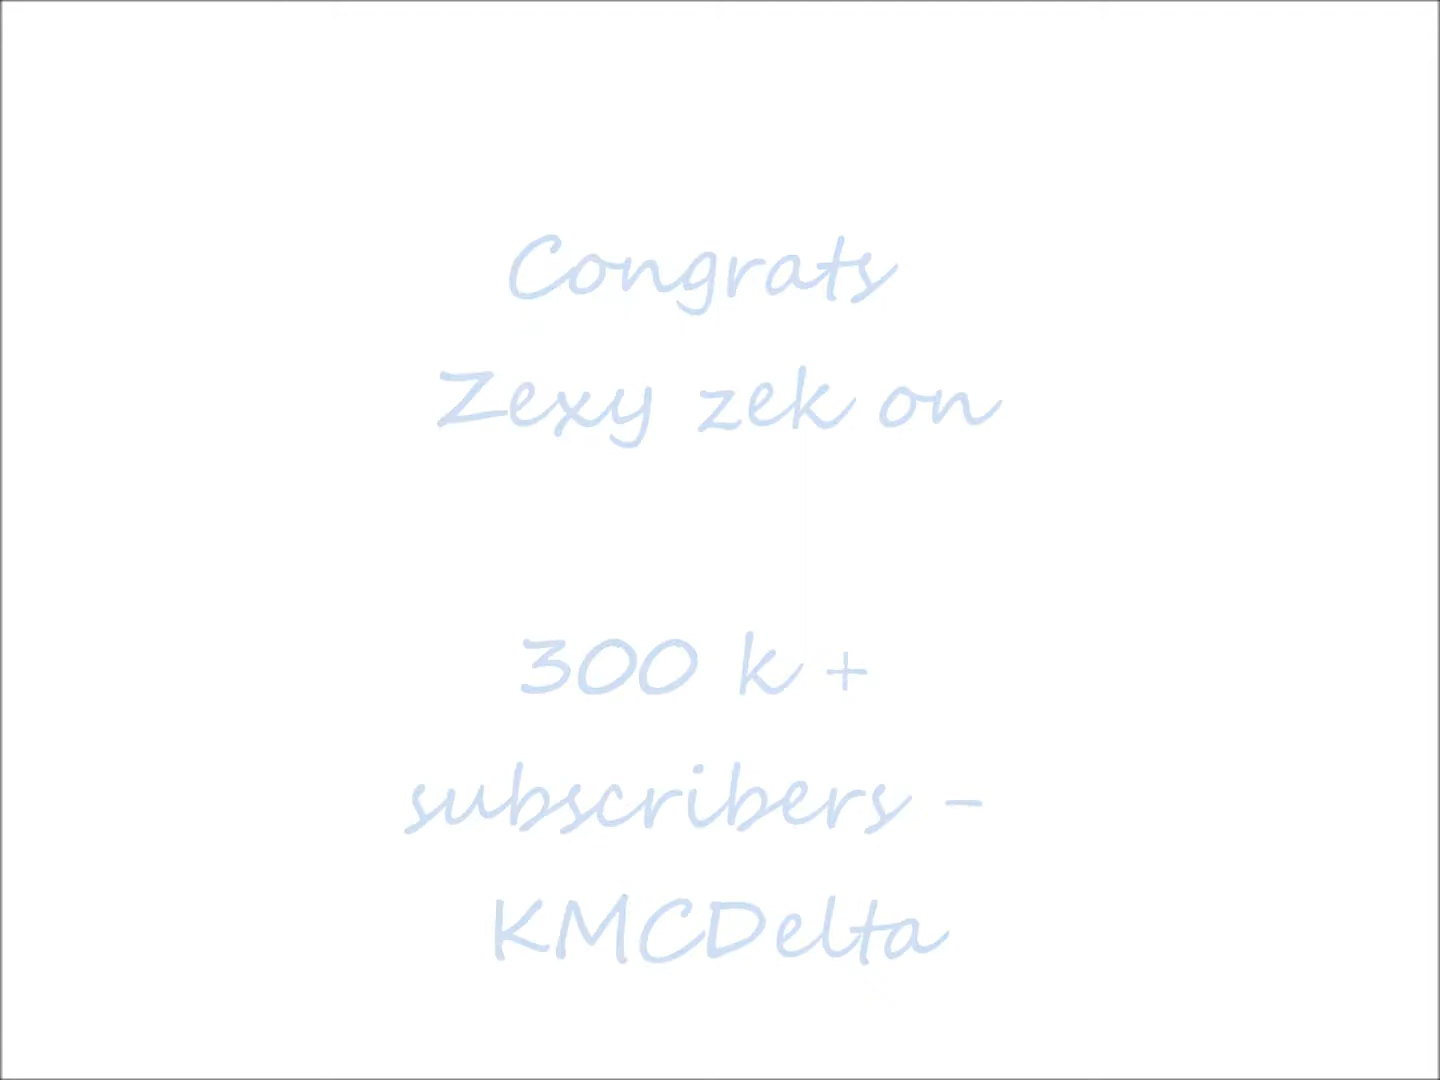 Congrats
Zexy zek on
300 k +
subscribers -
KMCDelta